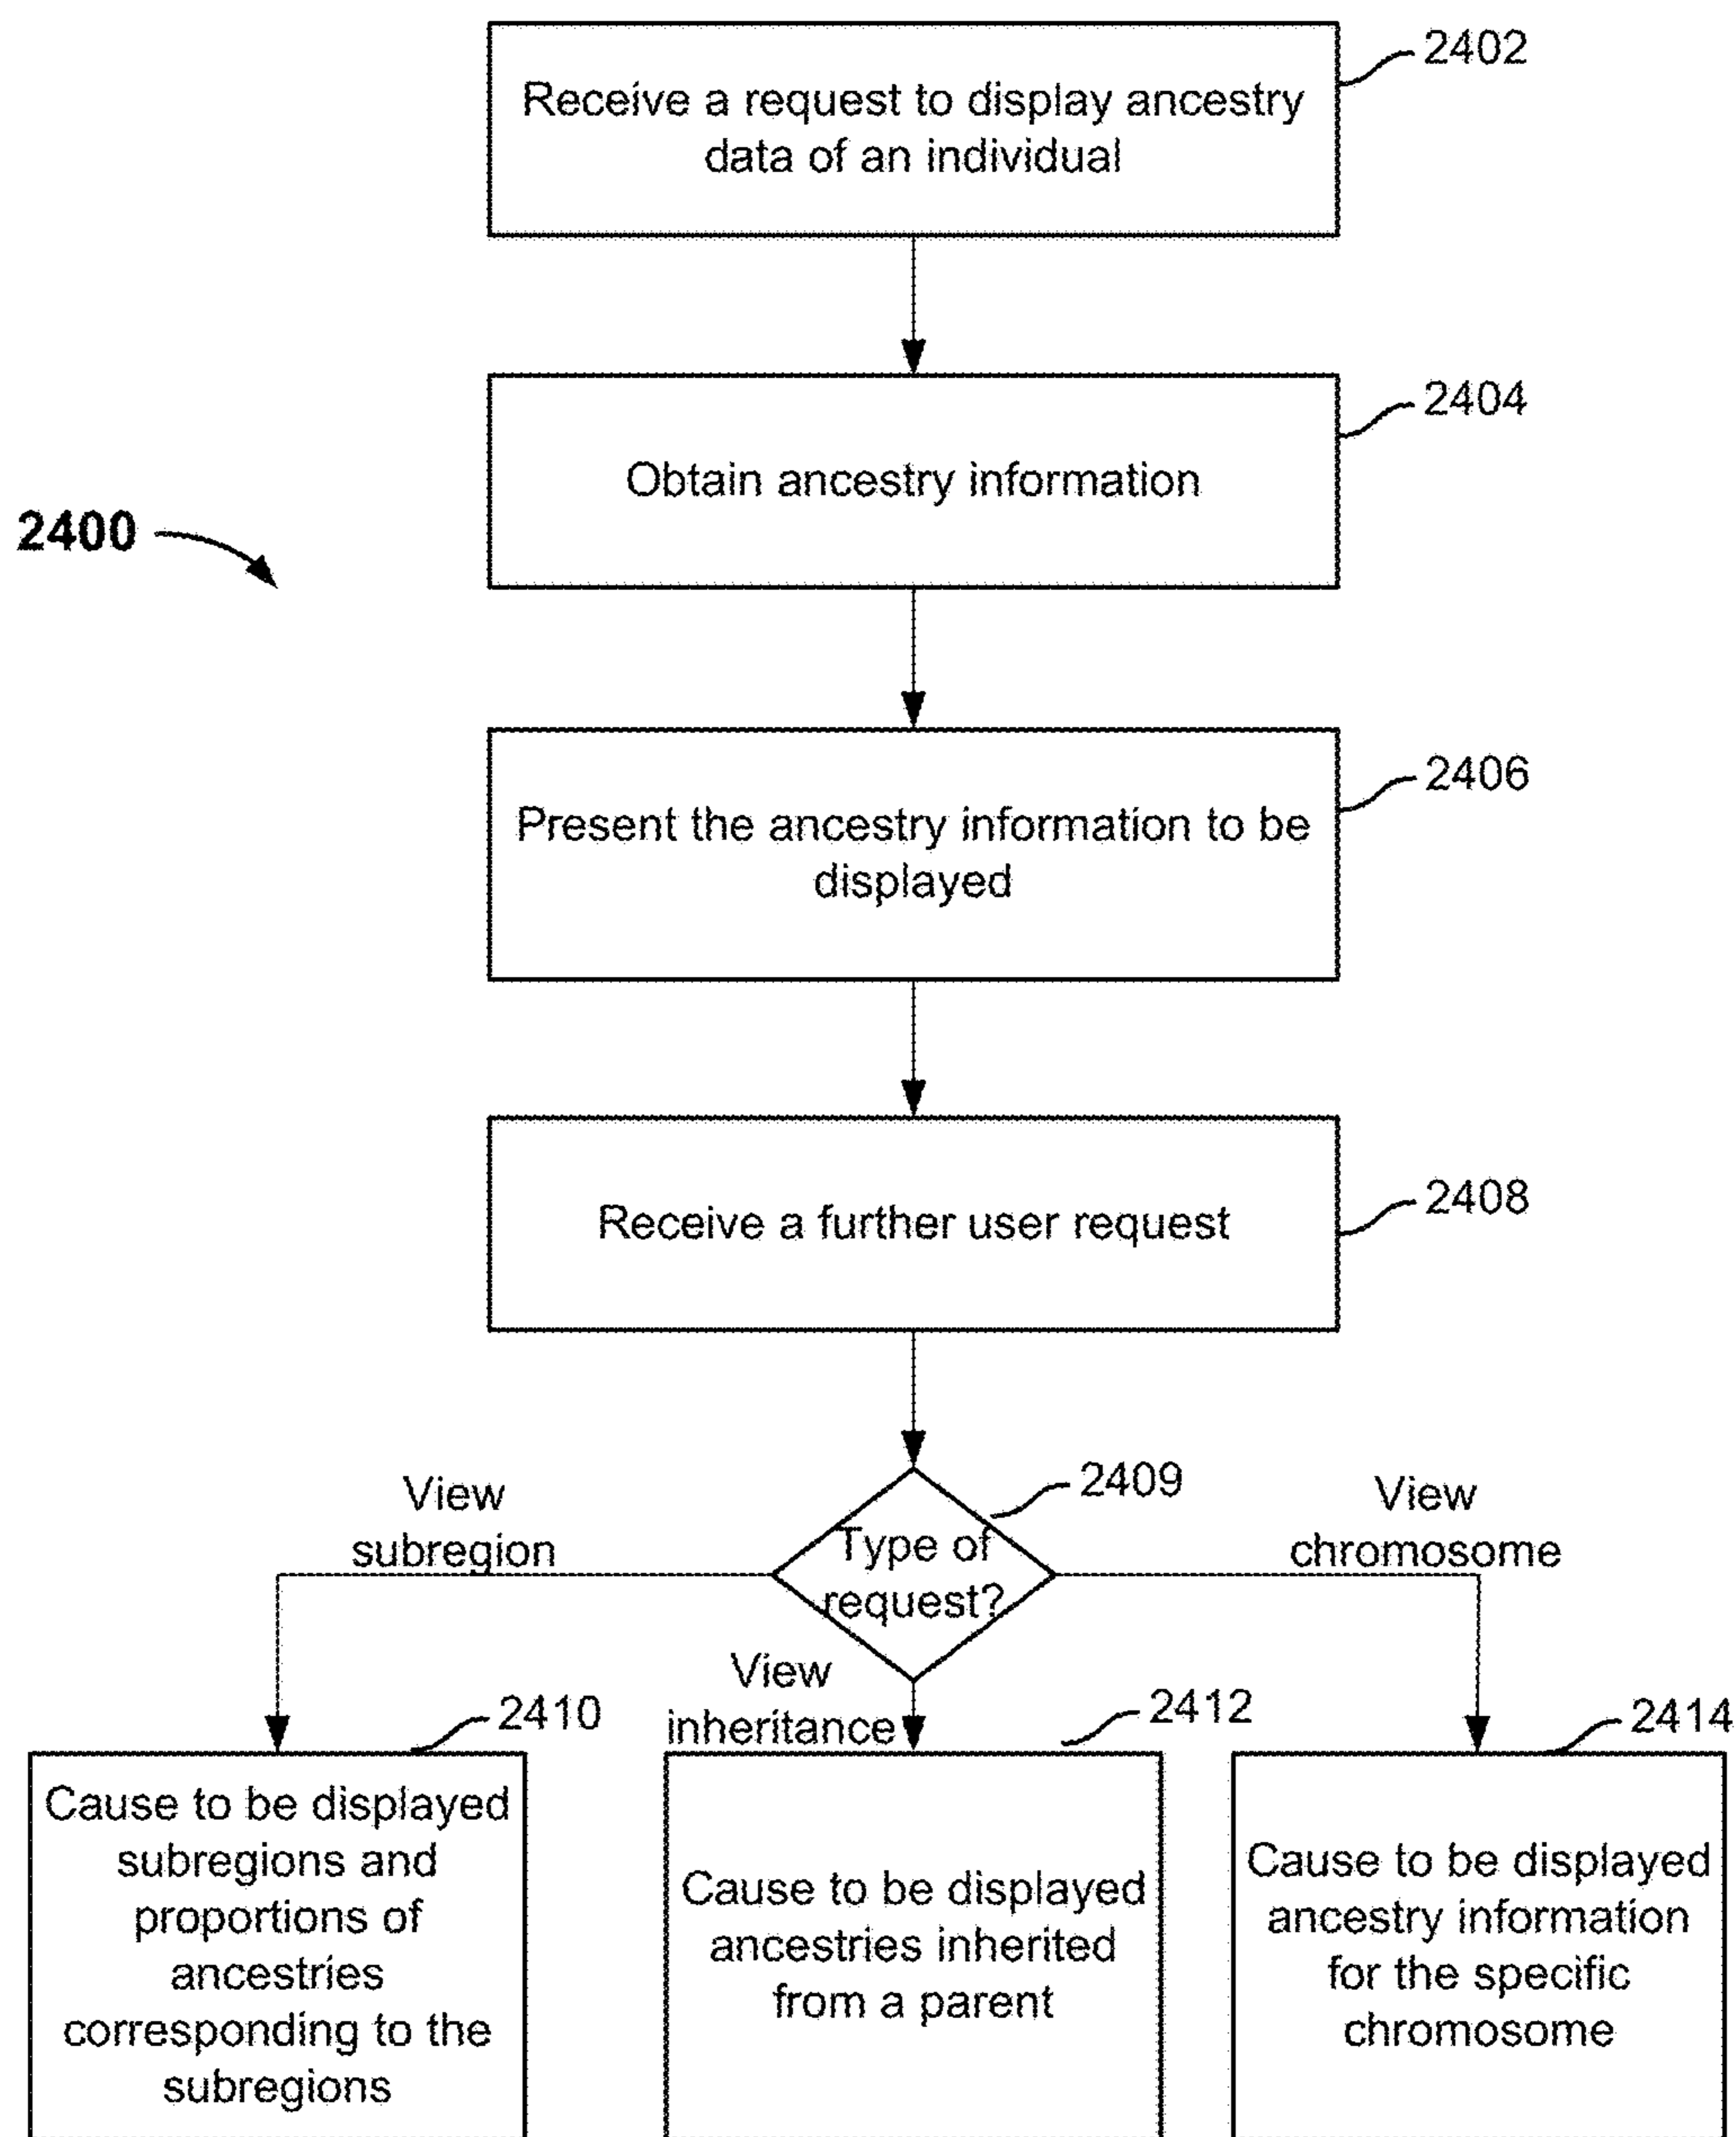 2402
Receive a request to display ancestry
data of an individual
2404
Obtain ancestry information
2400
2406
Present the ancestry information to be
displayed
2408
Receive a further user request
2409
Type of
request?
View
subregion
View
inheritance
View
chromosome
2410
Cause to be displayed
subregions and
proportions of
ancestries
corresponding to the
subregions
2412
Cause to be displayed
ancestries inherited
from a parent
2414
Cause to be displayed
ancestry information
for the specific
chromosome